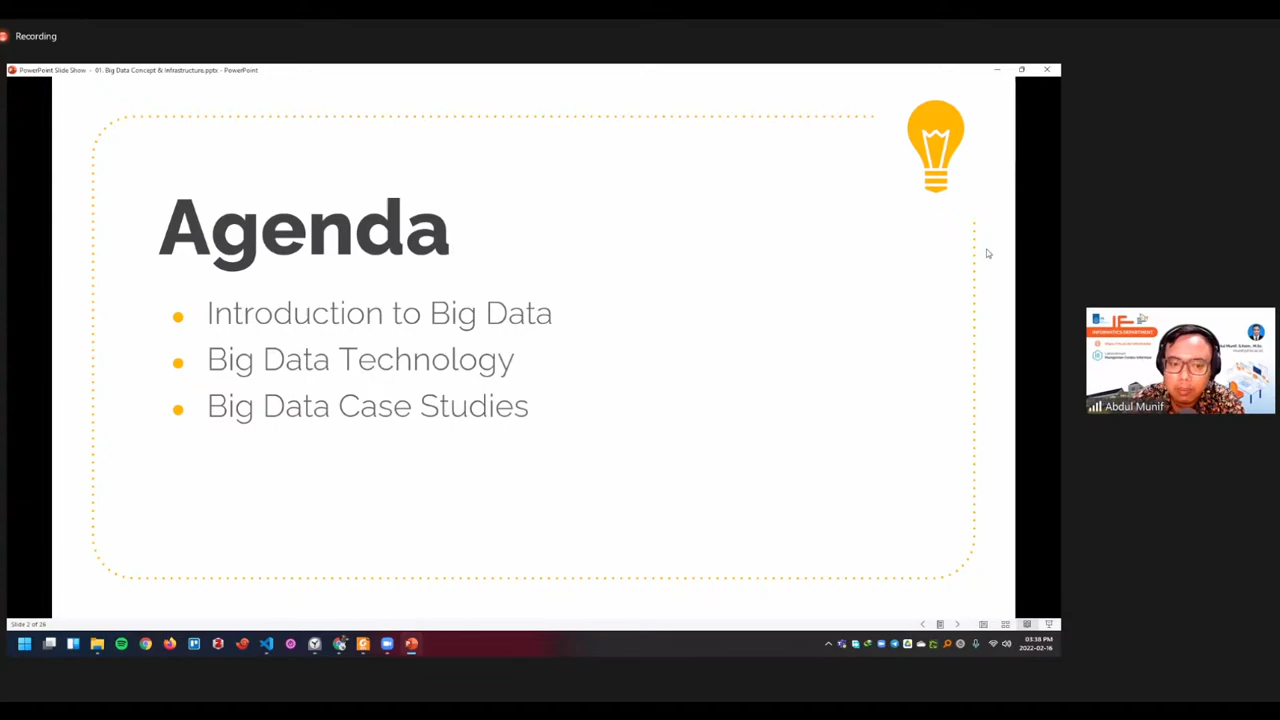 Recording
PowerPoint Slide Show - 01. Big Data Concept & Infrastructure.pptx - PowerPoint
Agenda
Introduction to Big Data
Big Data Technology
Big Data Case Studies
INFORMATICS DEPARTMENT
Abdul Munif
Slide 2 of 26
03:38 PM
2022-02-16